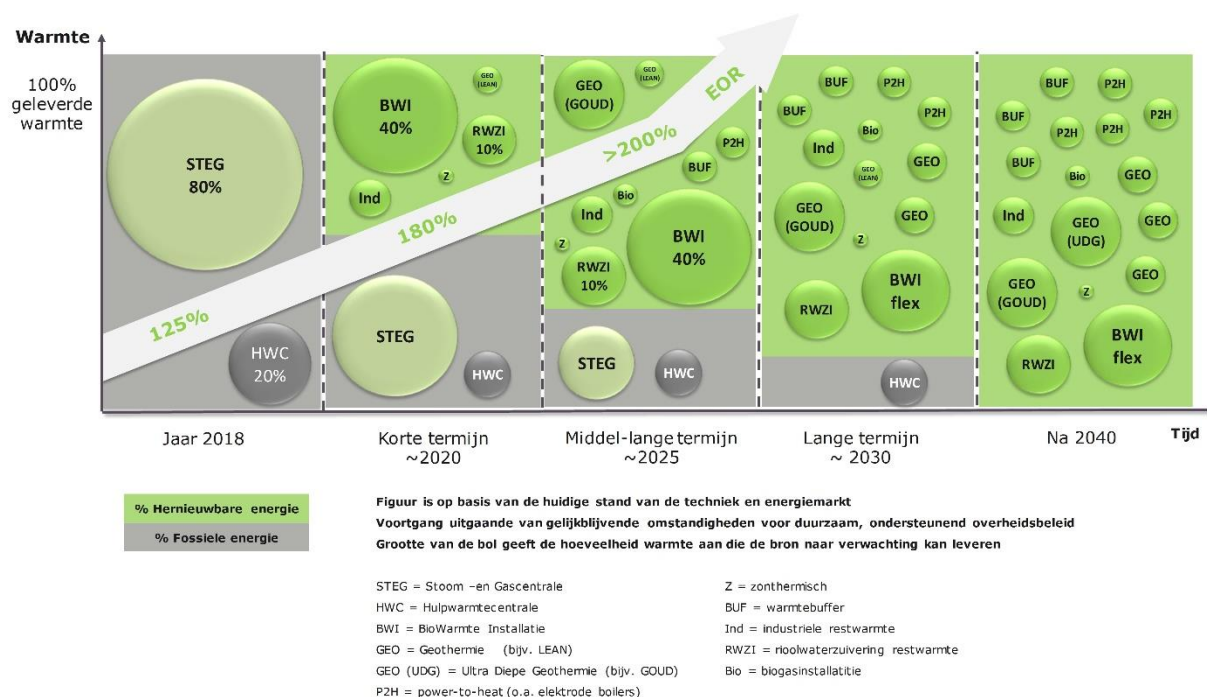 Warmte
100%
geleverde
warmte
STEG
80%
HWC
20%
125%
180%
>200%
EOR
BWI
40%
GEO
(LEAN)
RWZI
10%
Z
Ind
STEG
HWC
GEO
(GOUD)
GEO
(LEAN)
P2H
BUF
Bio
Ind
Z
BWI
40%
RWZI
10%
STEG
HWC
BUF
P2H
BUF
P2H
Bio
Ind
GEO
(LEAN)
GEO
GEO
(GOUD)
GEO
Z
BWI
flex
RWZI
HWC
BUF
P2H
BUF
P2H
P2H
P2H
BUF
Bio
GEO
Ind
GEO
(UDG)
GEO
GEO
GEO
(GOUD)
Z
BWI
flex
RWZI
Jaar 2018
Korte termijn
~2020
Middel-lange termijn
~2025
Lange termijn
~ 2030
Na 2040
Tijd
% Hernieuwbare energie
% Fossiele energie
Figuur is op basis van de huidige stand van de techniek en energiemarkt
Voortgang uitgaande van gelijkblijvende omstandigheden voor duurzaam, ondersteunend overheidsbeleid
Grootte van de bol geeft de hoeveelheid warmte aan die de bron naar verwachting kan leveren
STEG = Stoom –en Gascentrale
HWC = Hulpwarmtecentrale
BWI = BioWarmte Installatie
GEO = Geothermie (bijv. LEAN)
GEO (UDG) = Ultra Diepe Geothermie (bijv. GOUD)
P2H = power-to-heat (o.a. elektrode boilers)
Z = zonthermisch
BUF = warmtebuffer
Ind = industriele restwarmte
RWZI = rioolwaterzuivering restwarmte
Bio = biogasinstallatitie